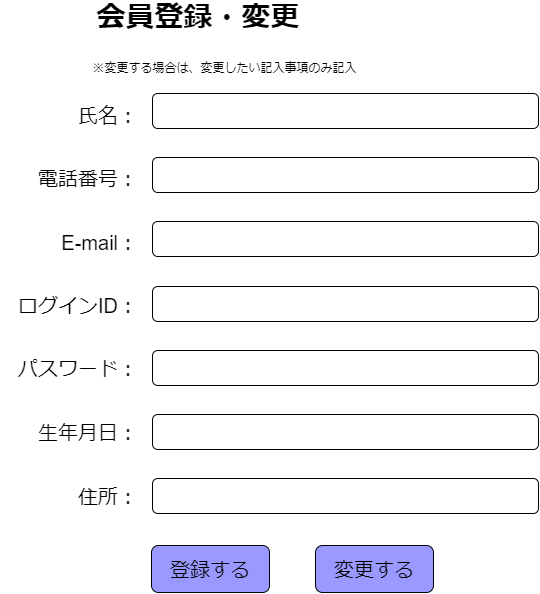 会員登録・変更
※変更する場合は、変更したい記入事項のみ記入
氏名：
電話番号：
E-mail：
ログインID：
パスワード：
生年月日：
住所：
登録する 変更する